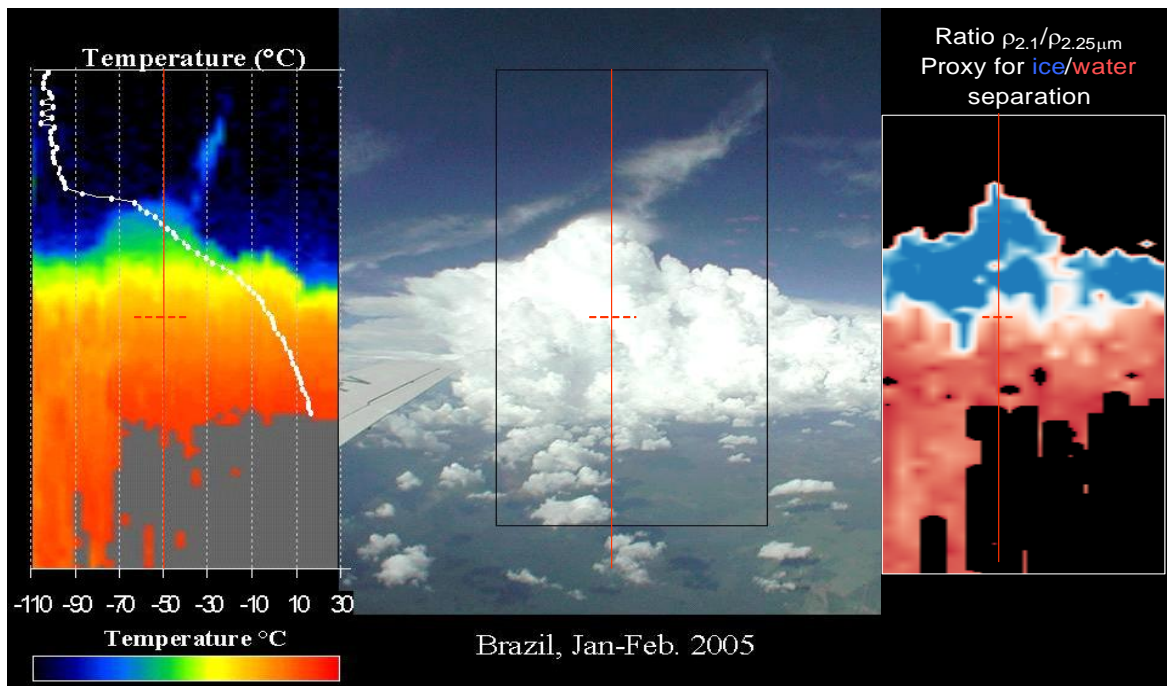 Temperature (°C)
-110 -90 -70 -50 -30 -10 10 30
Temperature °C
Brazil, Jan-Feb. 2005
Ratio ρ2.1/ρ2.25μm
Proxy for ice/water
separation